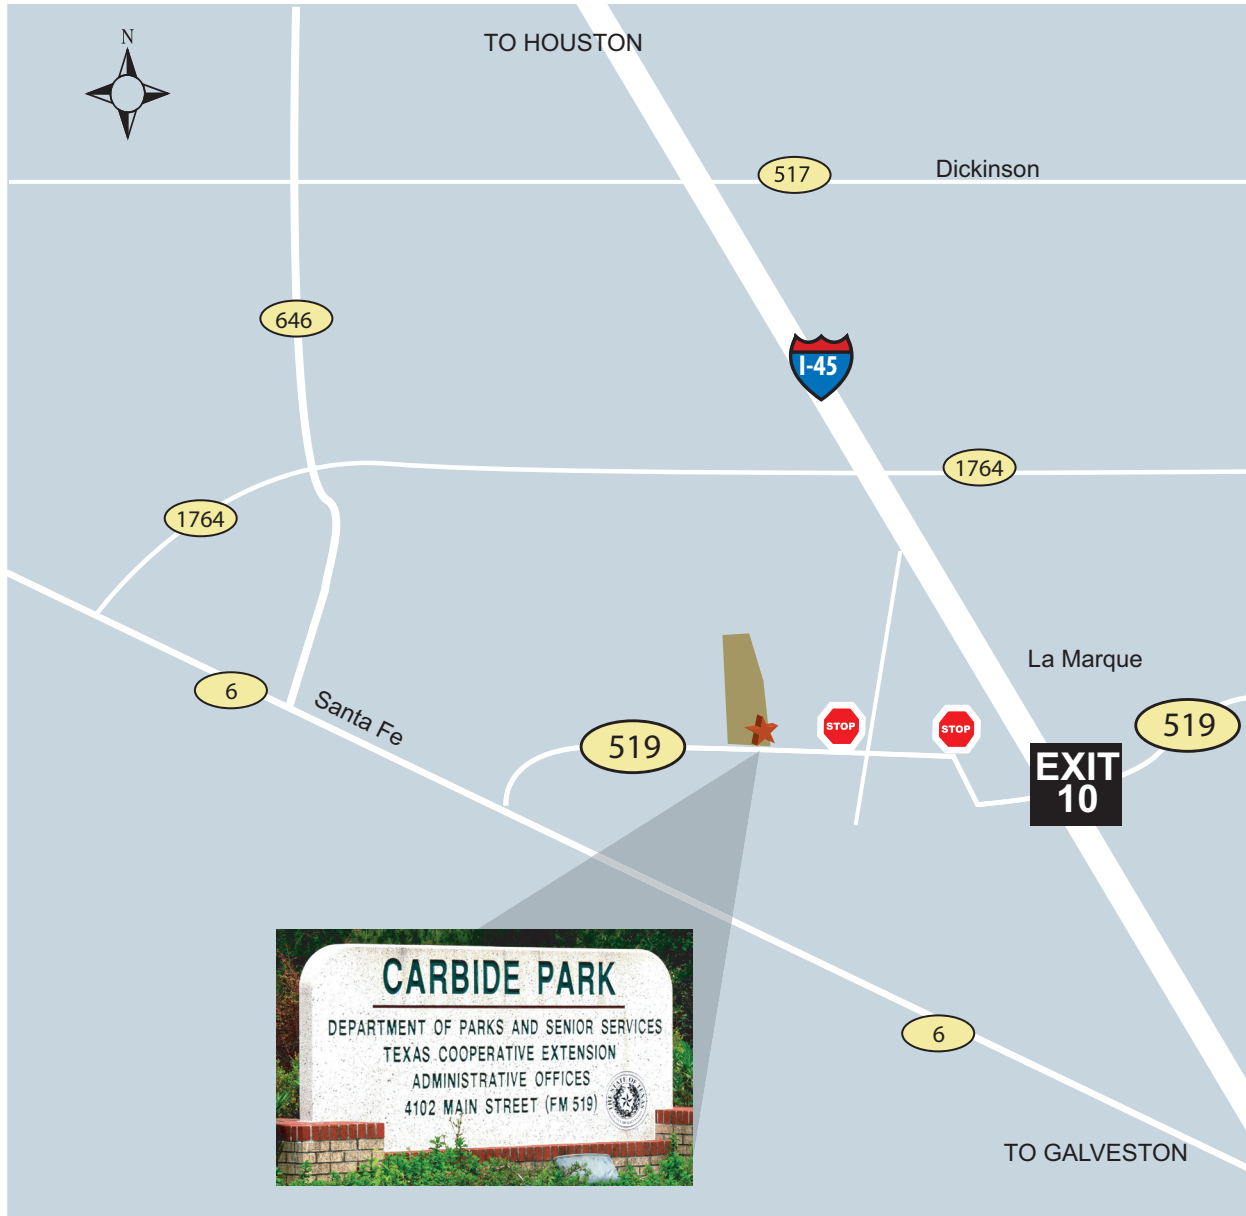 N
TO HOUSTON
517
Dickinson
646
I-45
1764
1764
La Marque
6
Santa Fe
519
STOP
STOP
519
EXIT
10
CARBIDE PARK
DEPARTMENT OF PARKS AND SENIOR SERVICES
TEXAS COOPERATIVE EXTENSION
ADMINISTRATIVE OFFICES
4102 MAIN STREET (FM 519)
6
TO GALVESTON